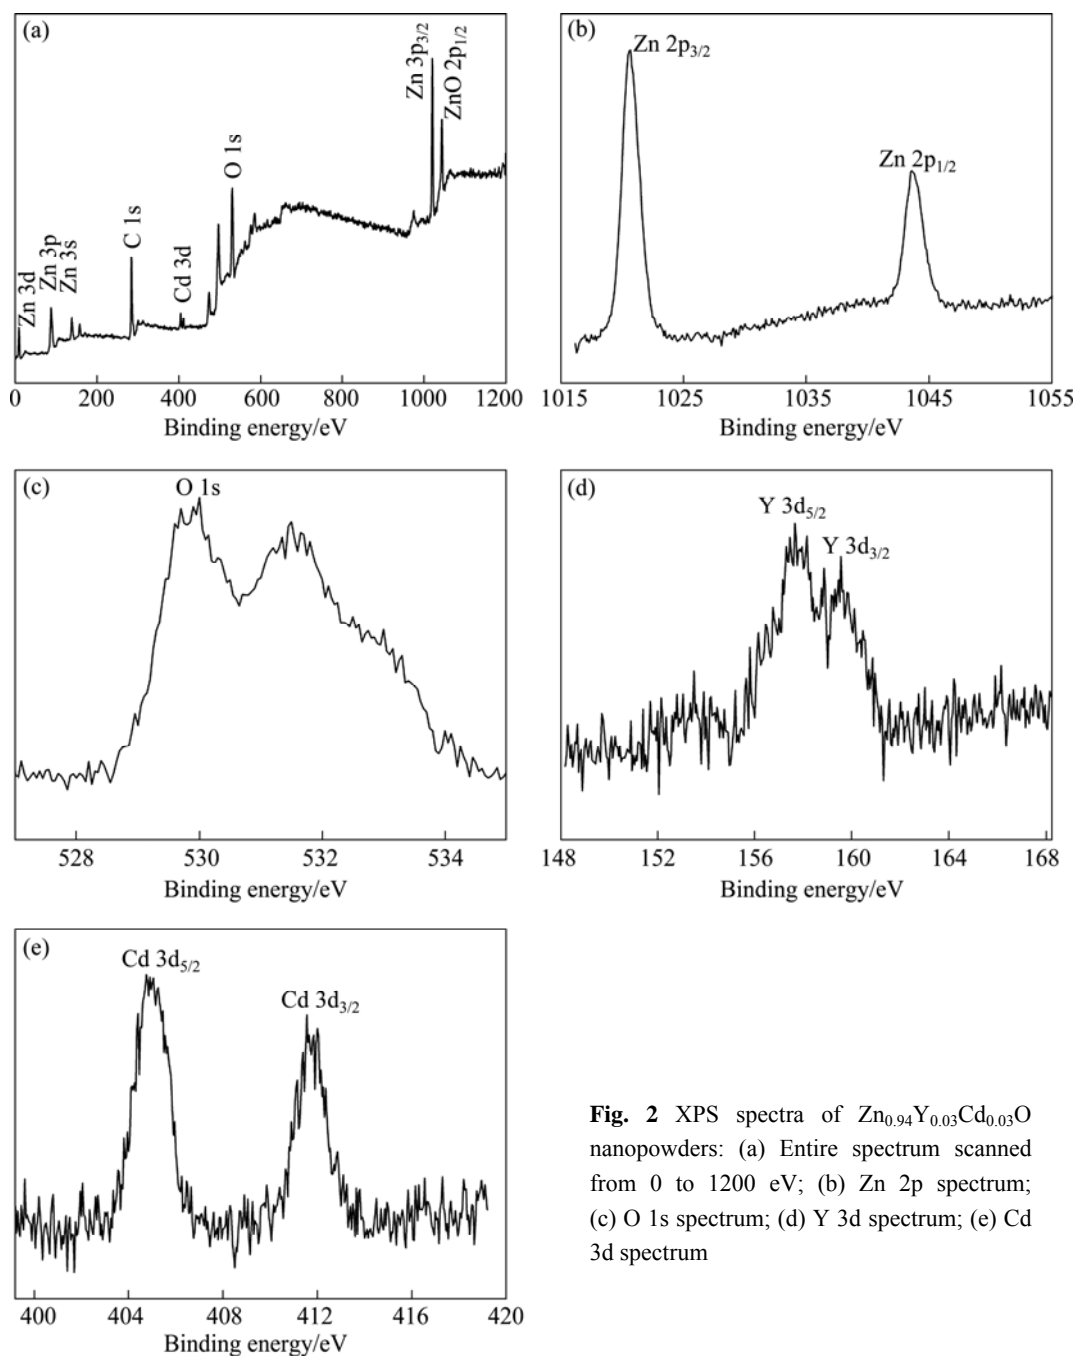 (a)
Zn 3d
Zn 3p
Zn 3s
C 1s
Cd 3d
O 1s
Zn 3p3/2
ZnO 2p1/2
0 200 400 600 800 1000 1200
Binding energy/eV
(b)
Zn 2p3/2
Zn 2p1/2
1015 1025 1035 1045 1055
Binding energy/eV
(c)
O 1s
528 530 532 534
Binding energy/eV
(d)
Y 3d5/2
Y 3d3/2
148 152 156 160 164 168
Binding energy/eV
(e)
Cd 3d5/2
Cd 3d3/2
400 404 408 412 416 420
Binding energy/eV
Fig. 2 XPS spectra of Zn0.94Y0.03Cd0.03O
nanopowders: (a) Entire spectrum scanned
from 0 to 1200 eV; (b) Zn 2p spectrum;
(c) O 1s spectrum; (d) Y 3d spectrum; (e) Cd
3d spectrum